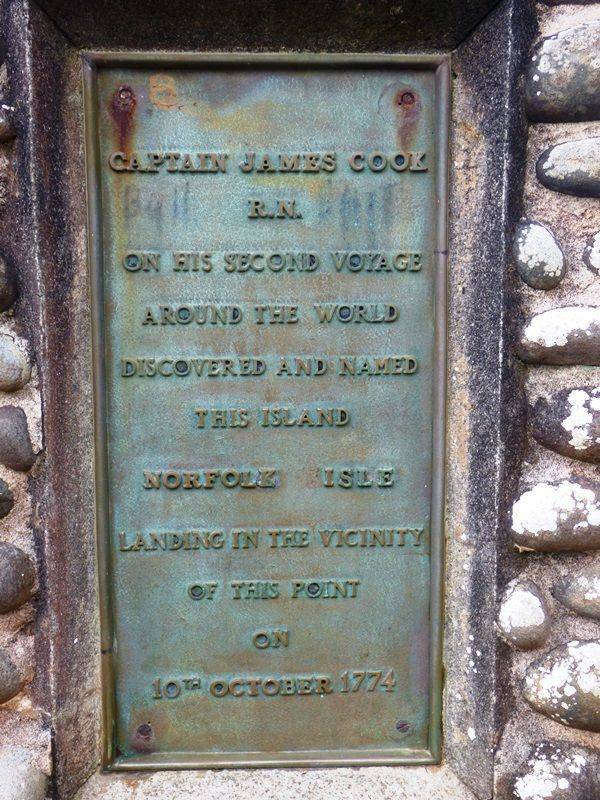 CAPTAIN JAMES COOK
R.N.
ON HIS SECOND VOYAGE
AROUND THE WORLD
DISCOVERED AND NAMED
THIS ISLAND
NORFOLK ISLE
LANDING IN THE VICINITY
OF THIS POINT
ON
10TH OCTOBER 1774